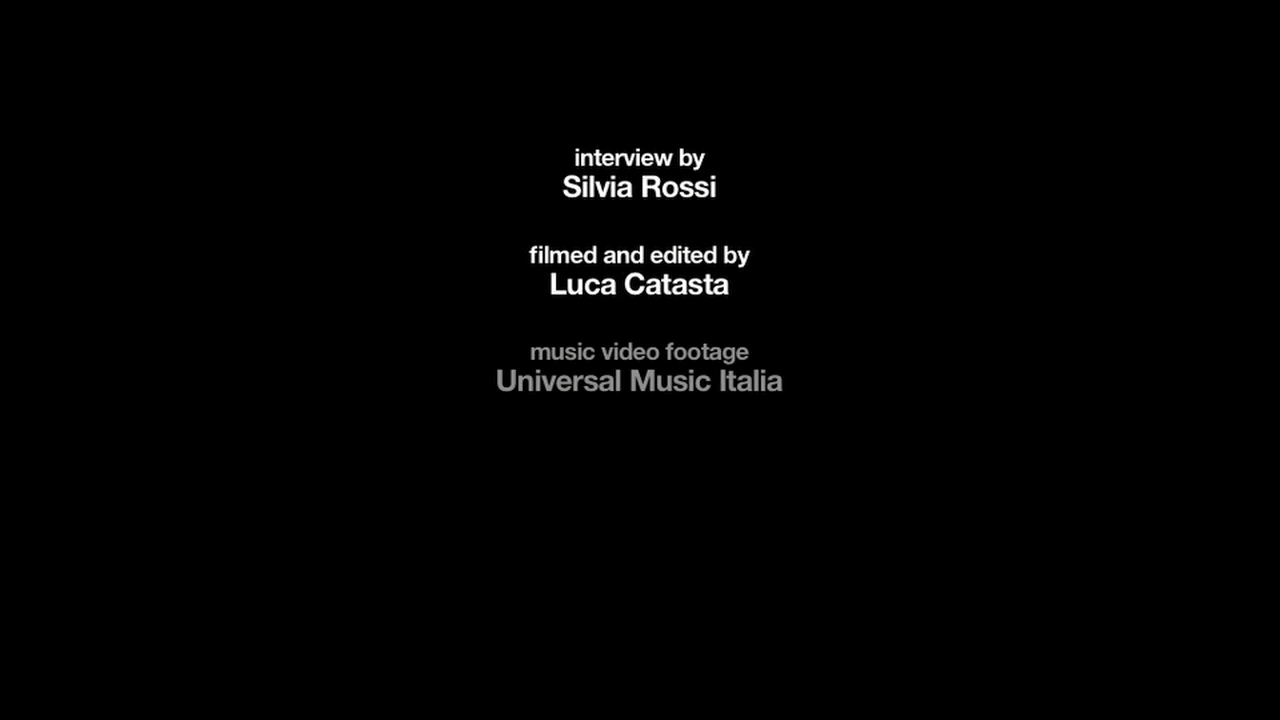 interview by
Silvia Rossi
filmed and edited by
Luca Catasta
music video footage
Universal Music Italia